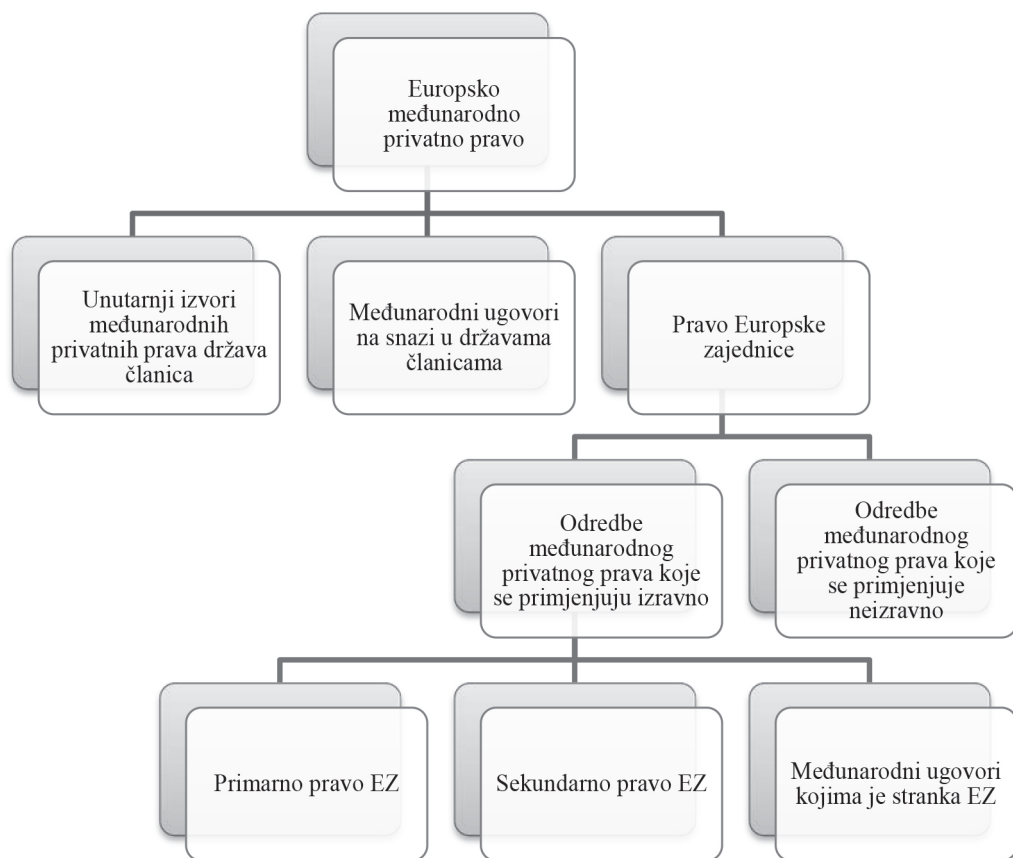 Europsko
međunarodno
privatno pravo
Unutarnji izvori
međunarodnih
privatnih prava država
članica
Međunarodni ugovori
na snazi u državama
članicama
Pravo Europske
zajednice
Odredbe
međunarodnog
privatnog prava koje
se primjenjuju izravno
Odredbe
međunarodnog
privatnog prava koje
se primjenjuje
neizravno
Primarno pravo EZ
Sekundarno pravo EZ
Međunarodni ugovori
kojima je stranka EZ